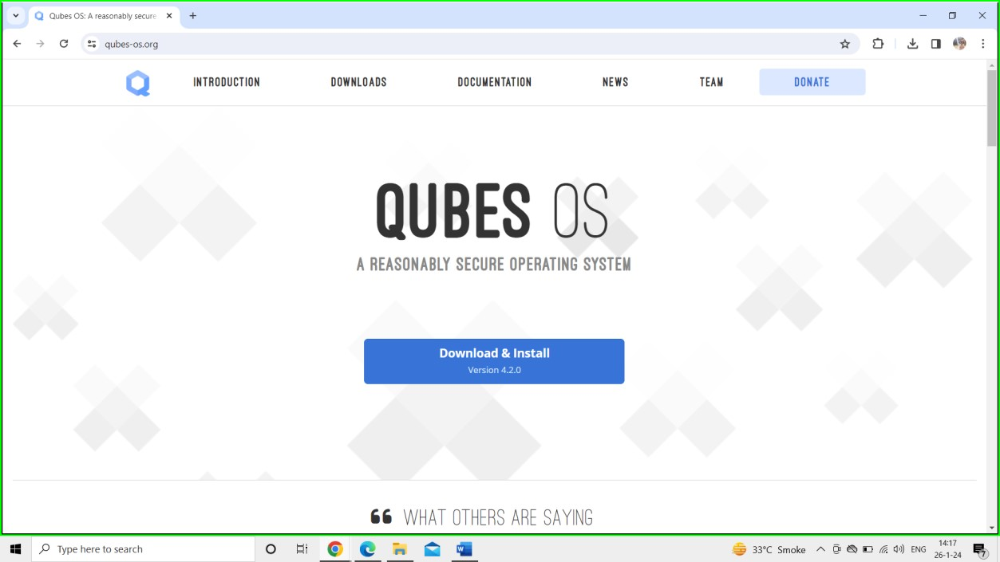 Qubes OS: A reasonably secure
qubes-os.org
INTRODUCTION
DOWNLOADS
DOCUMENTATION
NEWS
TEAM
DONATE
QUBES OS
A REASONABLY SECURE OPERATING SYSTEM
Download & Install
Version 4.2.0
WHAT OTHERS ARE SAYING
Type here to search
33°C Smoke
ENG
14:17
26-1-24
7